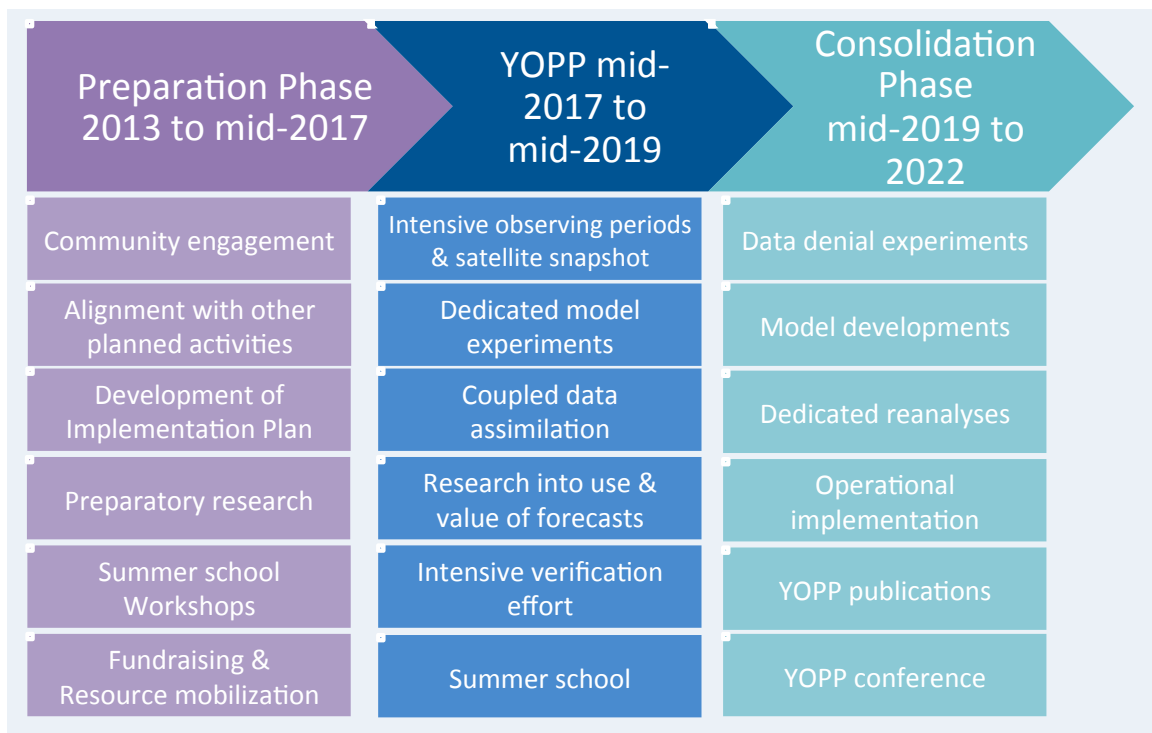 Preparation Phase
2013 to mid-2017
YOPP mid-
2017 to
mid-2019
Consolidation
Phase
mid-2019 to
2022
Community engagement
Alignment with other
planned activities
Development of
Implementation Plan
Preparatory research
Summer school
Workshops
Fundraising &
Resource mobilization
Intensive observing periods
& satellite snapshot
Dedicated model
experiments
Coupled data
assimilation
Research into use &
value of forecasts
Intensive verification
effort
Summer school
Data denial experiments
Model developments
Dedicated reanalyses
Operational
implementation
YOPP publications
YOPP conference